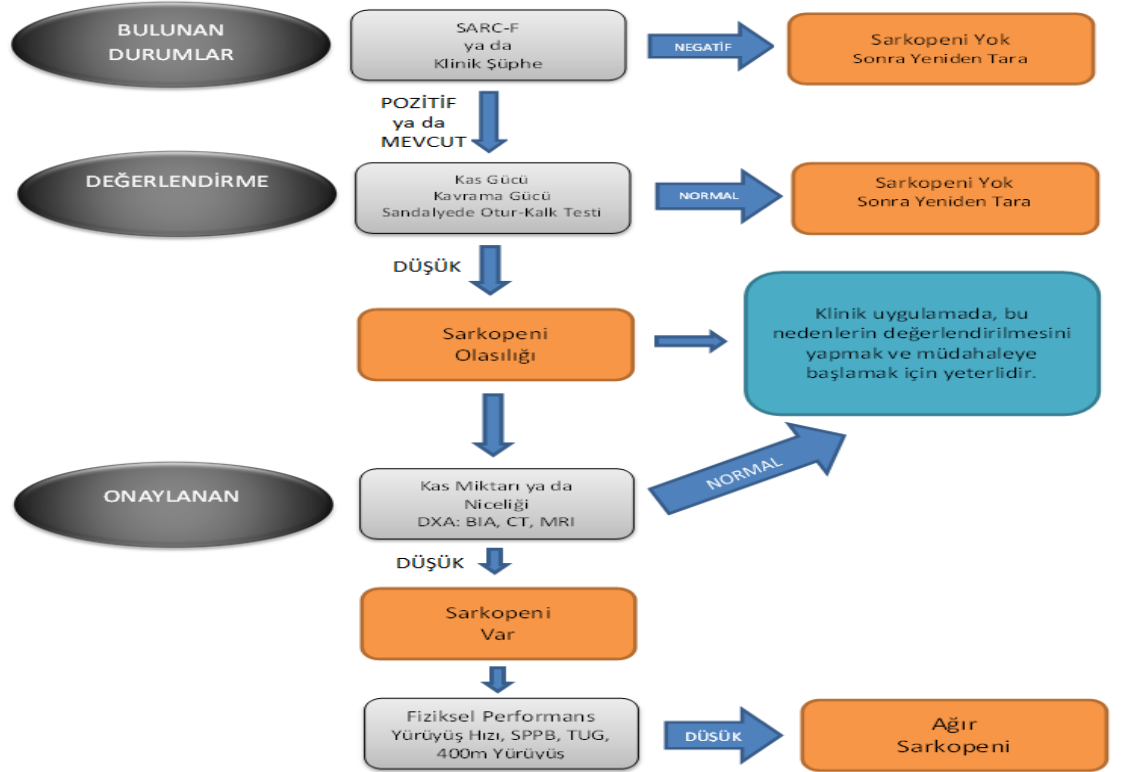 BULUNAN
DURUMLAR
SARC-F
ya da
Klinik Şüphe
NEGATİF
Sarkopeni Yok
Sonra Yeniden Tara
POZİTİF
ya da
MEVCUT
DEĞERLENDİRME
Kas Gücü
Kavrama Gücü
Sandalyede Otur-Kalk Testi
NORMAL
Sarkopeni Yok
Sonra Yeniden Tara
DÜŞÜK
Sarkopeni
Olasılığı
Klinik uygulamada, bu
nedenlerin değerlendirilmesini
yapmak ve müdahaleye
başlamak için yeterlidir.
ONAYLANAN
Kas Miktarı ya da
Niceliği
DXA: BIA, CT, MRI
NORMAL
DÜŞÜK
Sarkopeni
Var
Fiziksel Performans
Yürüyüş Hızı, SPPB, TUG,
400m Yürüyüs
DÜŞÜK
Ağır
Sarkopeni